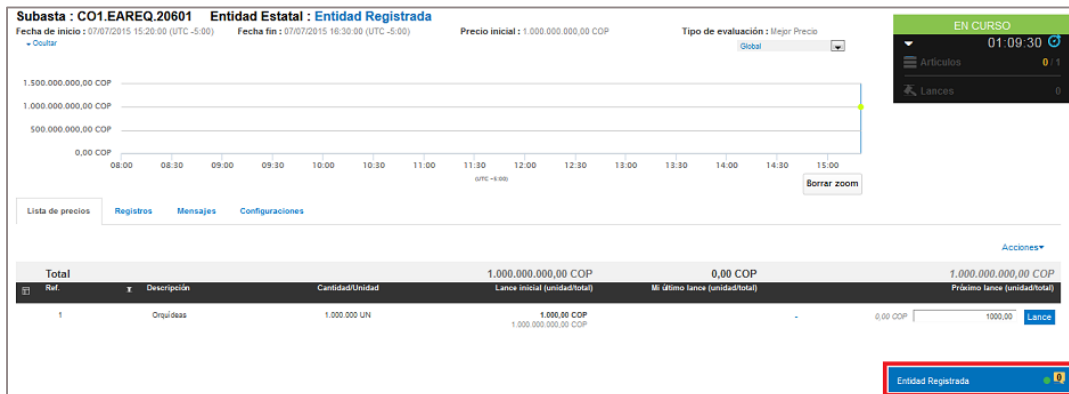 Subasta : CO1.EAREQ.20601 Entidad Estatal : Entidad Registrada
Fecha de inicio : 07/07/2015 15:20:00 (UTC -5:00) Fecha fin : 07/07/2015 16:30:00 (UTC -5:00) Precio inicial : 1.000.000.000,00 COP Tipo de evaluación : Mejor Precio
Ocultar
Global
EN CURSO
01:09:30
Artículos 0 / 1
Lances 0
1.500.000.000,00 COP
1.000.000.000,00 COP
500.000.000,00 COP
0,00 COP
08:00 08:30 09:00 09:30 10:00 10:30 11:00 11:30 12:00 12:30 13:00 13:30 14:00 14:30 15:00
(UTC -5:00)
Borrar zoom
Lista de precios Registros Mensajes Configuraciones
Acciones
Total 1.000.000.000,00 COP 0,00 COP 1.000.000.000,00 COP
Ref. Descripción Cantidad/Unidad Lance inicial (unidad/total) Mi último lance (unidad/total) Próximo lance (unidad/total)
1 Orquídeas 1.000.000 UN 1.000,00 COP - 0,00 COP 1000,00 Lance
1.000.000.000,00 COP
Entidad Registrada 0